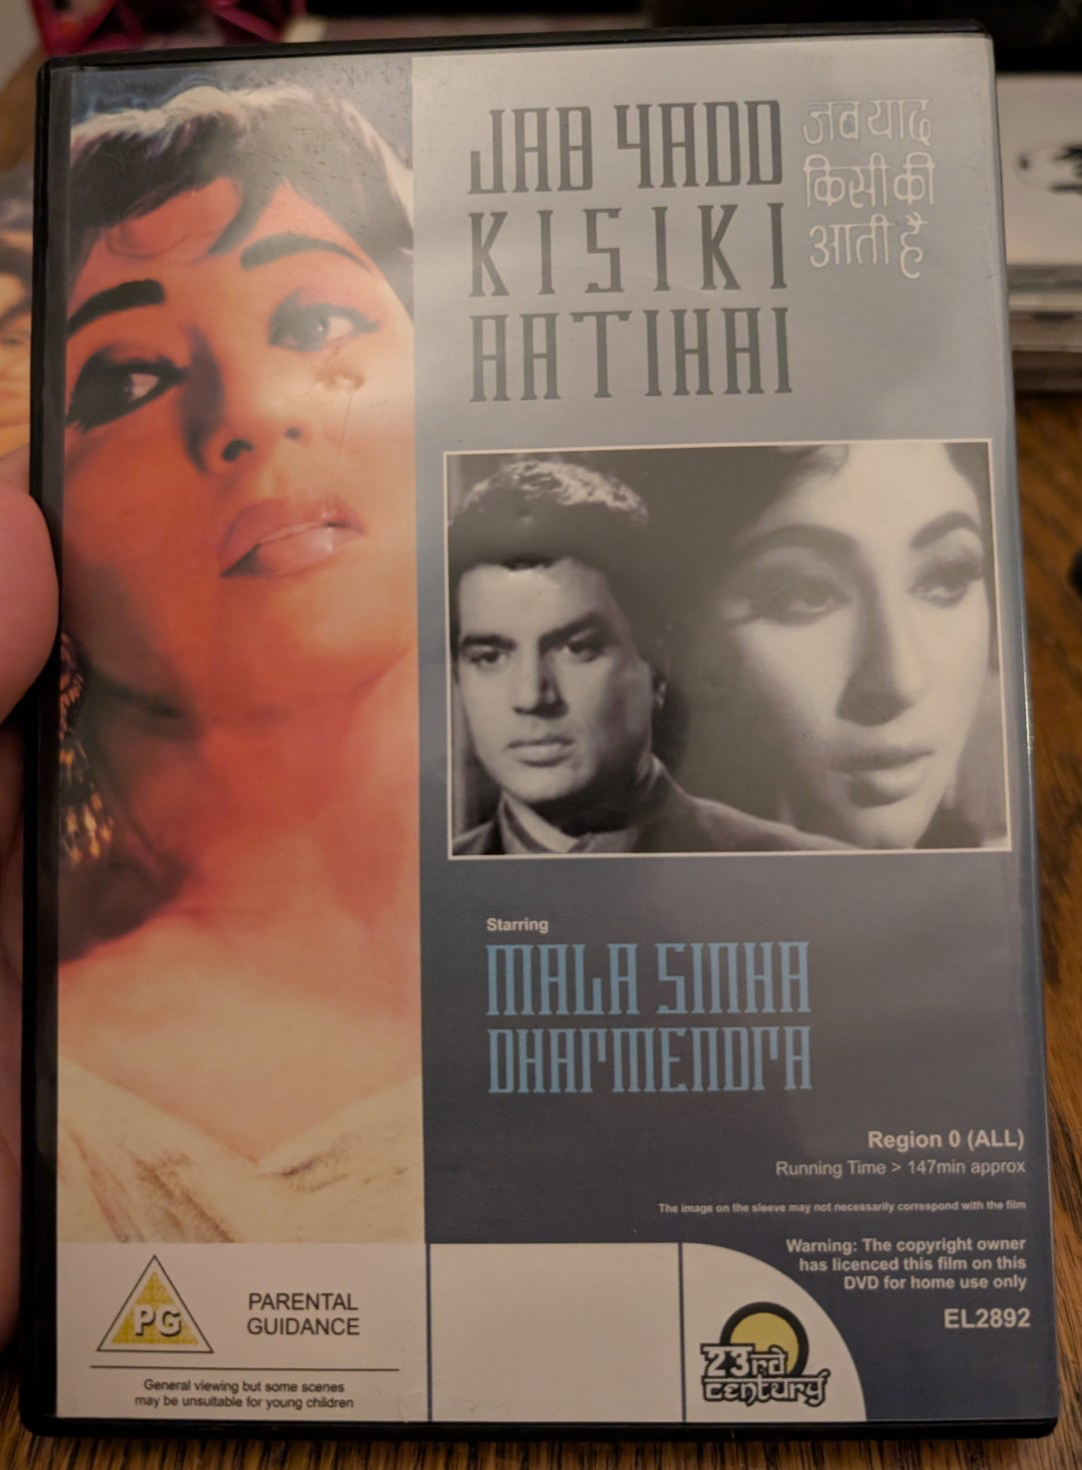 JAB YADD
KISIKI
AATIHAI
जब याद
किसी की
आती है
Starring
MALA SINHA
DHARMENDRA
Region 0 (ALL)
Running Time > 147min approx
The image on the sleeve may not necessarily correspond with the film
Warning: The copyright owner
has licenced this film on this
DVD for home use only
EL2892
PG
PARENTAL
GUIDANCE
General viewing but some scenes
may be unsuitable for young children
23rd
century